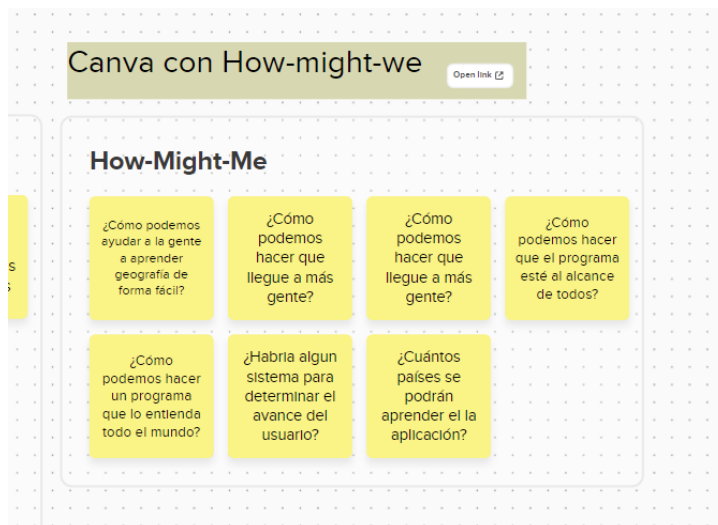 Canva con How-might-we
Open link
How-Might-Me
¿Cómo podemos
ayudar a la gente
a aprender
geografía de
forma fácil?
¿Cómo
podemos
hacer que
llegue a más
gente?
¿Cómo
podemos
hacer que
llegue a más
gente?
¿Cómo
podemos hacer
que el programa
esté al alcance
de todos?
s
s
¿Cómo
podemos hacer
un programa
que lo entienda
todo el mundo?
¿Habria algun
sistema para
determinar el
avance del
usuario?
¿Cuántos
países se
podrán
aprender el la
aplicación?